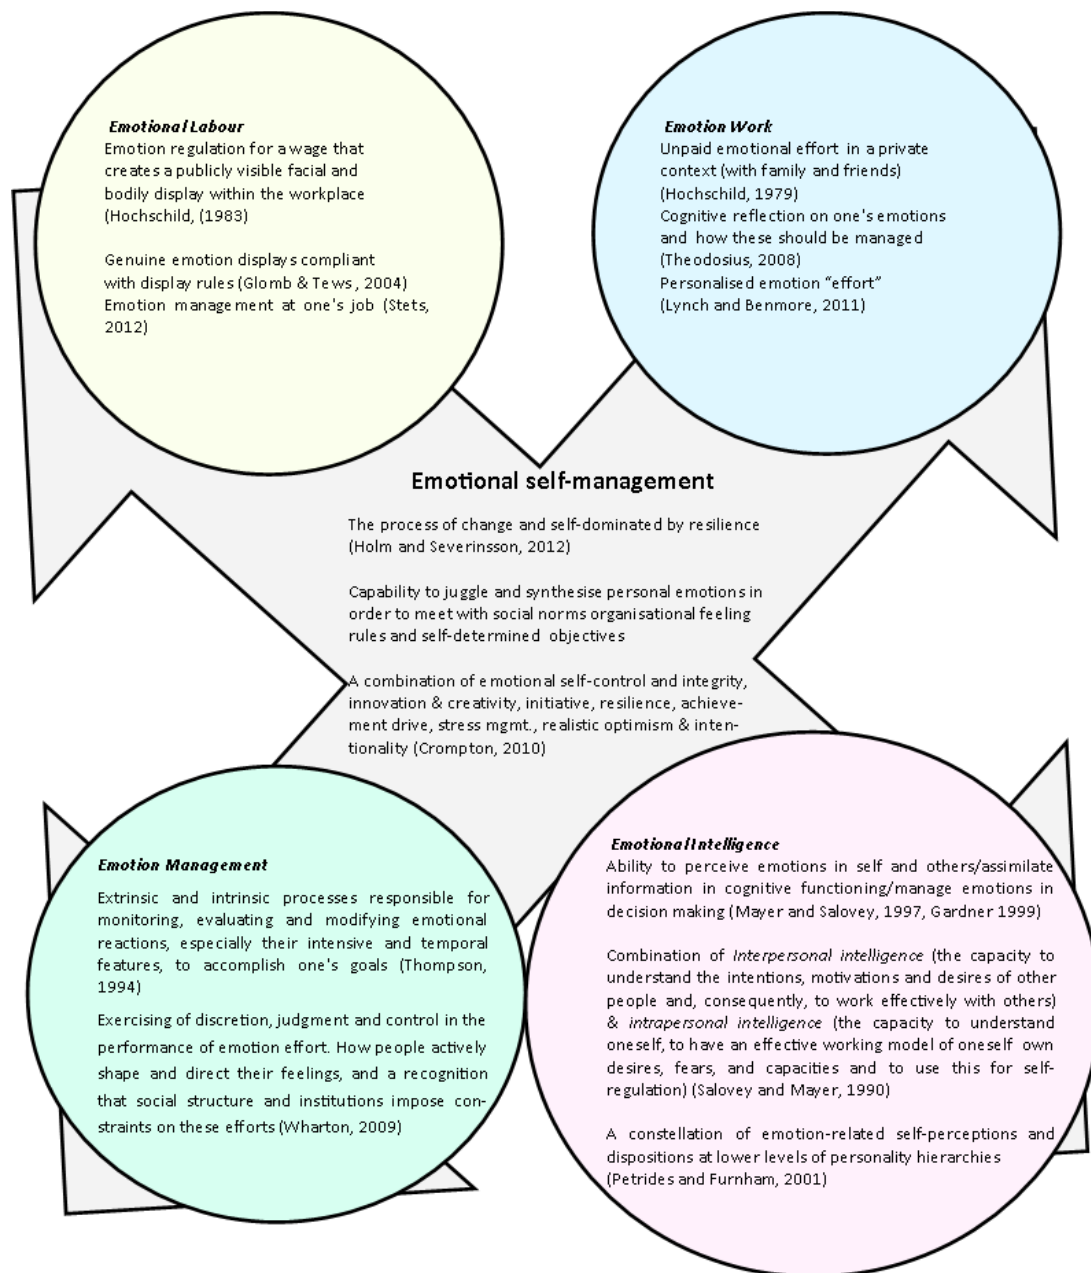 Emotional Labour
Emotion regulation for a wage that
creates a publicly visible facial and
bodily display within the workplace
(Hochschild, (1983)
Genuine emotion displays compliant
with display rules (Glomb & Tews , 2004)
Emotion management at one's job (Stets,
2012)
Emotion Work
Unpaid emotional effort in a private
context (with family and friends)
(Hochschild, 1979)
Cognitive reflection on one's emotions
and how these should be managed
(Theodosius, 2008)
Personalised emotion “effort”
(Lynch and Benmore, 2011)
Emotional self-management
The process of change and self-dominated by resilience
(Holm and Severinsson, 2012)
Capability to juggle and synthesise personal emotions in
order to meet with social norms organisational feeling
rules and self-determined objectives
A combination of emotional self-control and integrity,
innovation & creativity, initiative, resilience, achieve-
ment drive, stress mgmt., realistic optimism & inten-
tionality (Crompton, 2010)
Emotion Management
Extrinsic and intrinsic processes responsible for
monitoring, evaluating and modifying emotional
reactions, especially their intensive and temporal
features, to accomplish one's goals (Thompson,
1994)
Exercising of discretion, judgment and control in the
performance of emotion effort. How people actively
shape and direct their feelings, and a recognition
that social structure and institutions impose con-
straints on these efforts (Wharton, 2009)
Emotional Intelligence
Ability to perceive emotions in self and others/assimilate
information in cognitive functioning/manage emotions in
decision making (Mayer and Salovey, 1997, Gardner 1999)
Combination of Interpersonal intelligence (the capacity to
understand the intentions, motivations and desires of other
people and, consequently, to work effectively with others)
& intrapersonal intelligence (the capacity to understand
oneself, to have an effective working model of oneself own
desires, fears, and capacities and to use this for self-
regulation) (Salovey and Mayer, 1990)
A constellation of emotion-related self-perceptions and
dispositions at lower levels of personality hierarchies
(Petrides and Furnham, 2001)